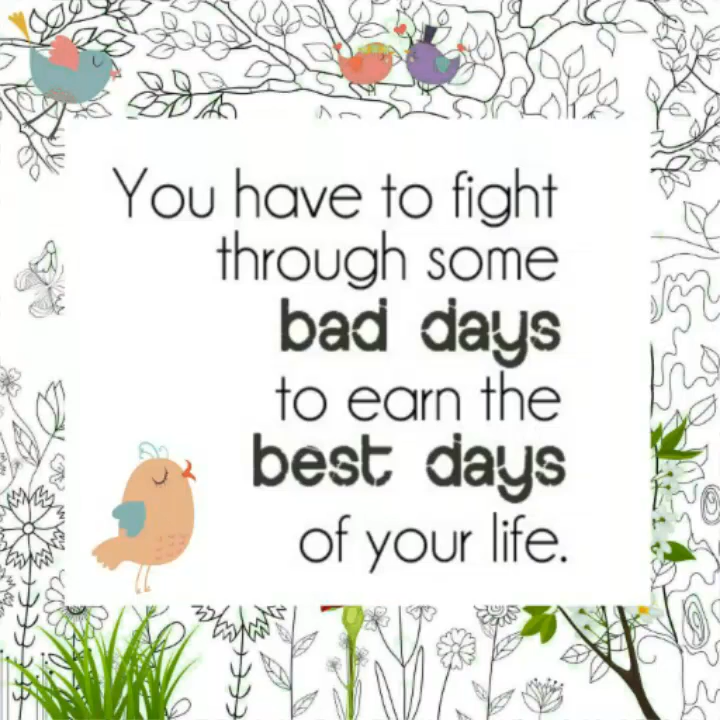 You have to fight
through some
bad days
to earn the
best days
of your life.